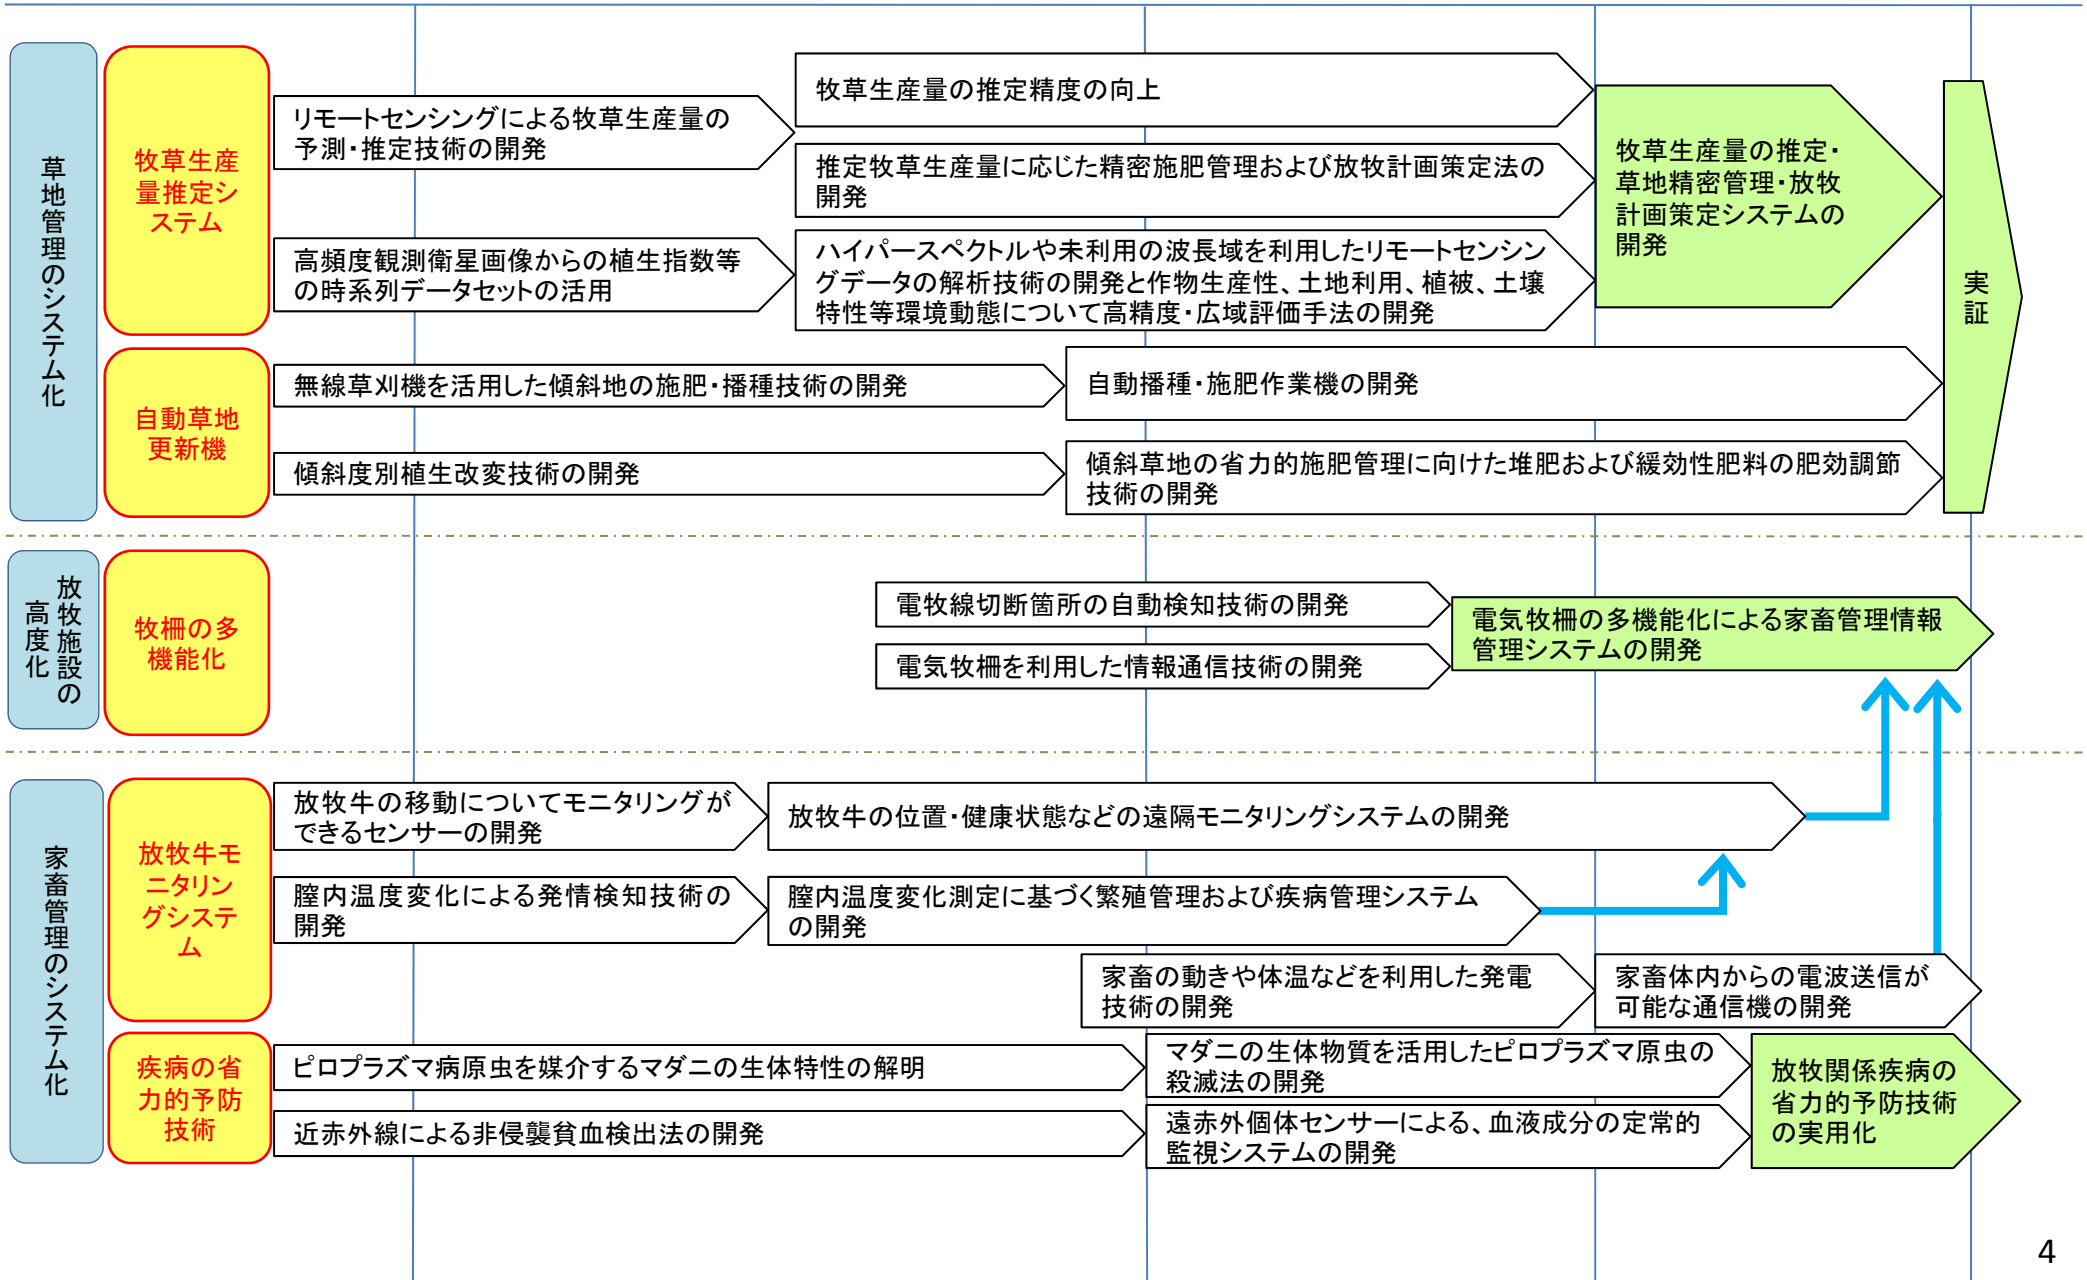 草地管理のシステム化
牧草生産
量推定シ
ステム
リモートセンシングによる牧草生産量の
予測・推定技術の開発
高頻度観測衛星画像からの植生指数等
の時系列データセットの活用
牧草生産量の推定精度の向上
推定牧草生産量に応じた精密施肥管理および放牧計画策定法の
開発
ハイパースペクトルや未利用の波長域を利用したリモートセンシン
グデータの解析技術の開発と作物生産性、土地利用、植被、土壌
特性等環境動態について高精度・広域評価手法の開発
牧草生産量の推定・
草地精密管理・放牧
計画策定システムの
開発
実証
自動草地
更新機
無線草刈機を活用した傾斜地の施肥・播種技術の開発
自動播種・施肥作業機の開発
傾斜度別植生改変技術の開発
傾斜草地の省力的施肥管理に向けた堆肥および緩効性肥料の肥効調節
技術の開発
放牧施設の
高度化
牧柵の多
機能化
電牧線切断箇所の自動検知技術の開発
電気牧柵を利用した情報通信技術の開発
電気牧柵の多機能化による家畜管理情報
管理システムの開発
家畜管理のシステム化
放牧牛モ
ニタリン
グシステ
ム
放牧牛の移動についてモニタリングが
できるセンサーの開発
放牧牛の位置・健康状態などの遠隔モニタリングシステムの開発
膣内温度変化による発情検知技術の
開発
膣内温度変化測定に基づく繁殖管理および疾病管理システム
の開発
家畜の動きや体温などを利用した発電
技術の開発
家畜体内からの電波送信が
可能な通信機の開発
疾病の省
力的予防
技術
ピロプラズマ病原虫を媒介するマダニの生体特性の解明
マダニの生体物質を活用したピロプラズマ原虫の
殺滅法の開発
近赤外線による非侵襲貧血検出法の開発
遠赤外個体センサーによる、血液成分の定常的
監視システムの開発
放牧関係疾病の
省力的予防技術
の実用化
4